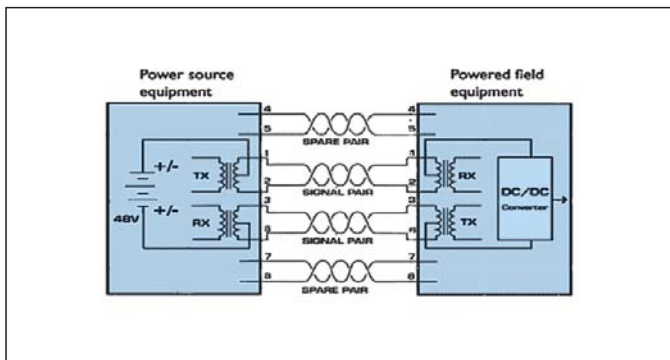 Power source
equipment
Powered field
equipment
4
5
SPARE PAIR
4
5
+/-
TX
1
2
SIGNAL PAIR
1
2
RX
DC/DC
Converter
+/-
48V
RX
3
6
SIGNAL PAIR
3
6
TX
7
8
SPARE PAIR
7
8